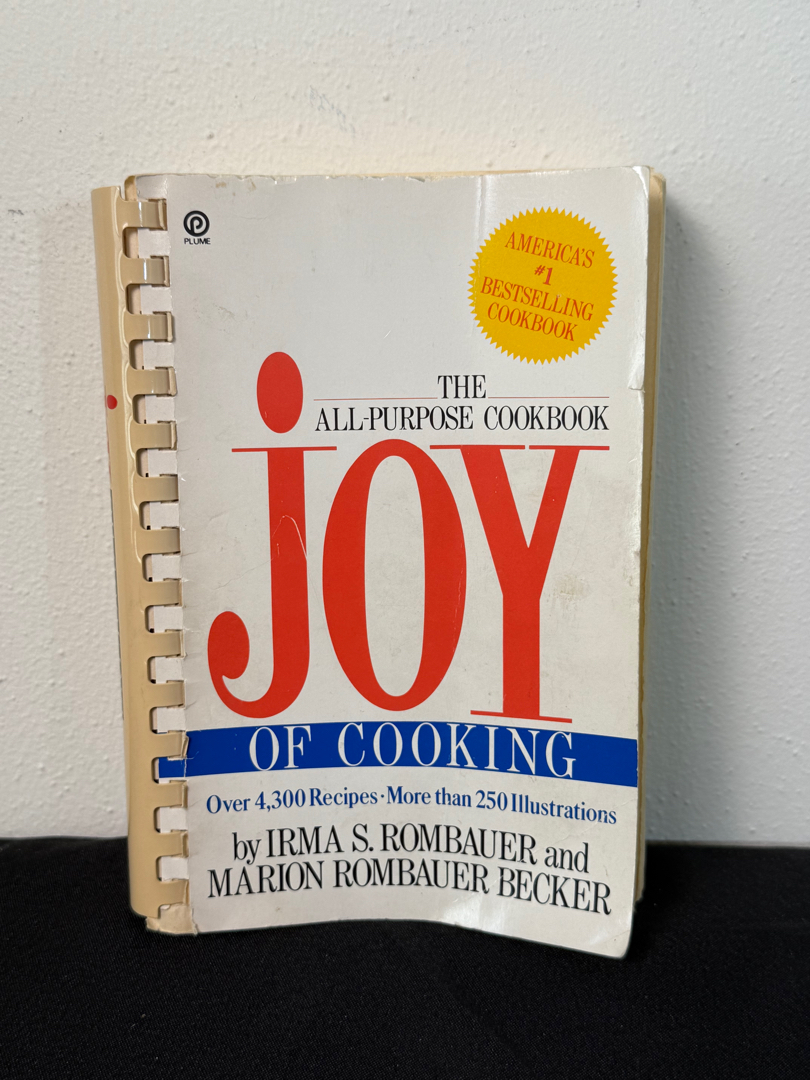 PLUME
AMERICA'S
#1
BESTSELLING
COOKBOOK
THE
ALL-PURPOSE COOKBOOK
JOY
OF COOKING
Over 4,300 Recipes·More than 250 Illustrations
by IRMA S. ROMBAUER and
MARION ROMBAUER BECKER